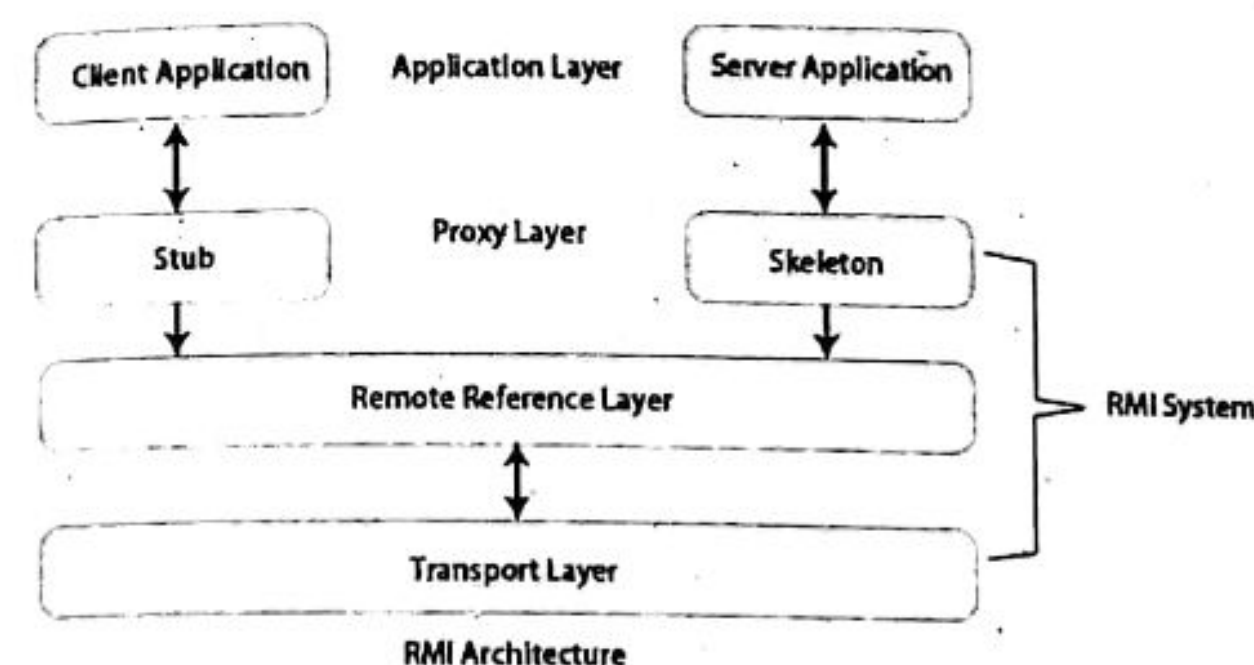 Client Application
Application Layer
Server Application
Stub
Proxy Layer
Skeleton
Remote Reference Layer
RMI System
Transport Layer
RMI Architecture